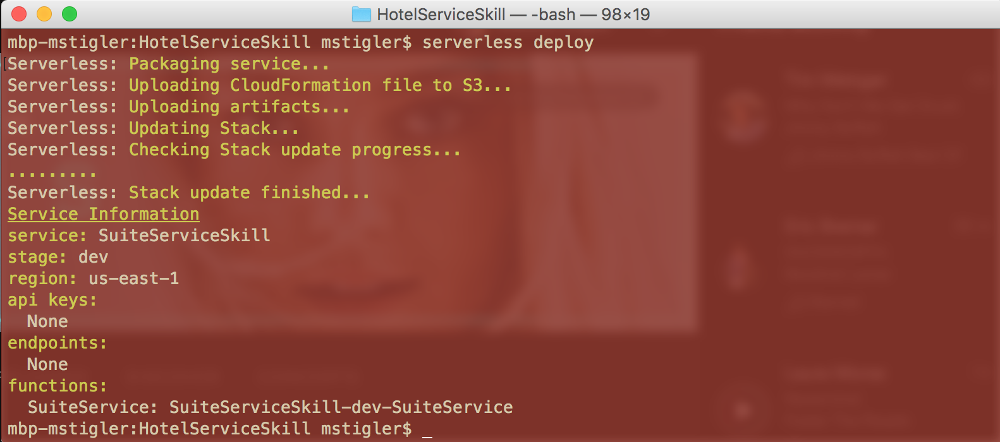 HotelServiceSkill — -bash — 98×19
mbp-mstigler:HotelServiceSkill mstigler$ serverless deploy
Serverless: Packaging service...
Serverless: Uploading CloudFormation file to S3...
Serverless: Uploading artifacts...
Serverless: Updating Stack...
Serverless: Checking Stack update progress...
.........
Serverless: Stack update finished...
Service Information
service: SuiteServiceSkill
stage: dev
region: us-east-1
api keys:
  None
endpoints:
  None
functions:
  SuiteService: SuiteServiceSkill-dev-SuiteService
mbp-mstigler:HotelServiceSkill mstigler$ _